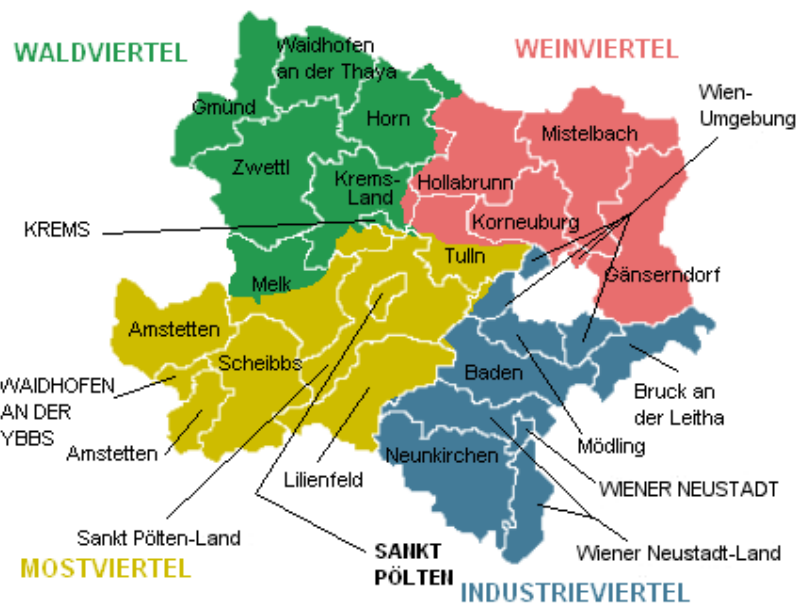 WALDVIERTEL
Waidhofen
an der Thaya
WEINVIERTEL
Wien-
Umgebung
Gmünd
Horn
Mistelbach
Zwettl
Krems-
Land
Hollabrunn
Korneuburg
KREMS
Tulln
Melk
Gänserndorf
Amstetten
Scheibbs
Baden
WAIDHOFEN
AN DER
YBBS
Bruck an
der Leitha
Amstetten
Mödling
Neunkirchen
Lilienfeld
WIENER NEUSTADT
Sankt Pölten-Land
SANKT
PÖLTEN
Wiener Neustadt-Land
MOSTVIERTEL
INDUSTRIEVIERTEL